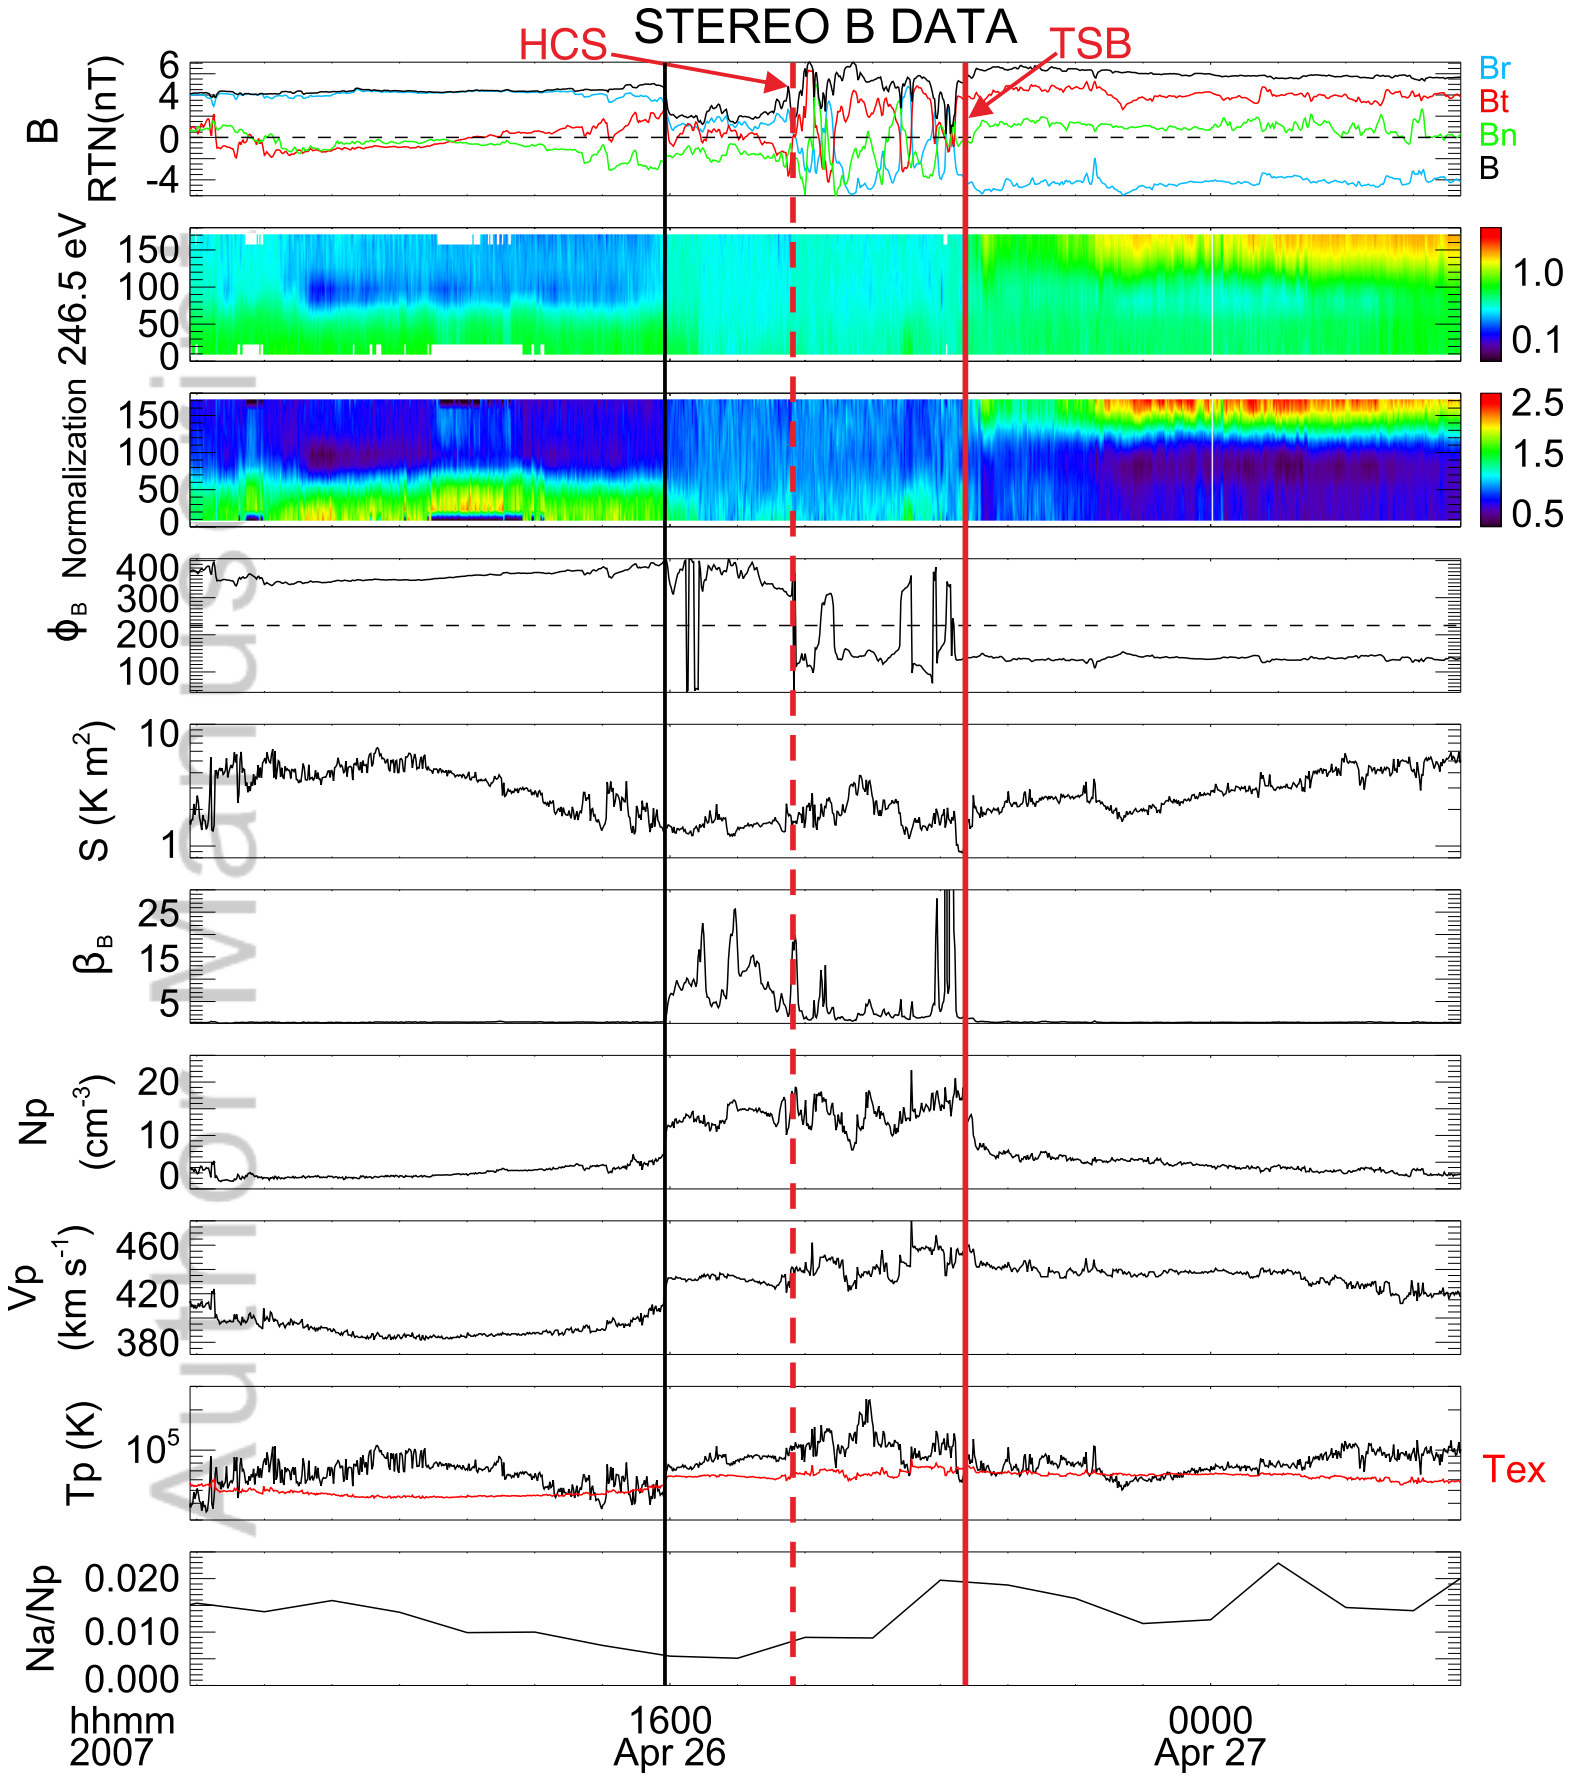 STEREO B DATA
HCS
TSB
B
RTN(nT)
6
4
0
-4
Br
Bt
Bn
B
Normalization 246.5 eV
150
100
50
0
1.0
0.1
150
100
50
0
2.5
1.5
0.5
ϕB
400
300
200
100
S (K m²)
10
1
βB
25
15
5
Np
(cm⁻³)
20
10
0
Vp
(km s⁻¹)
460
420
380
Tp (K)
10⁵
Tex
Na/Np
0.020
0.010
0.000
hhmm
2007
1600
Apr 26
0000
Apr 27
Author Manuscript